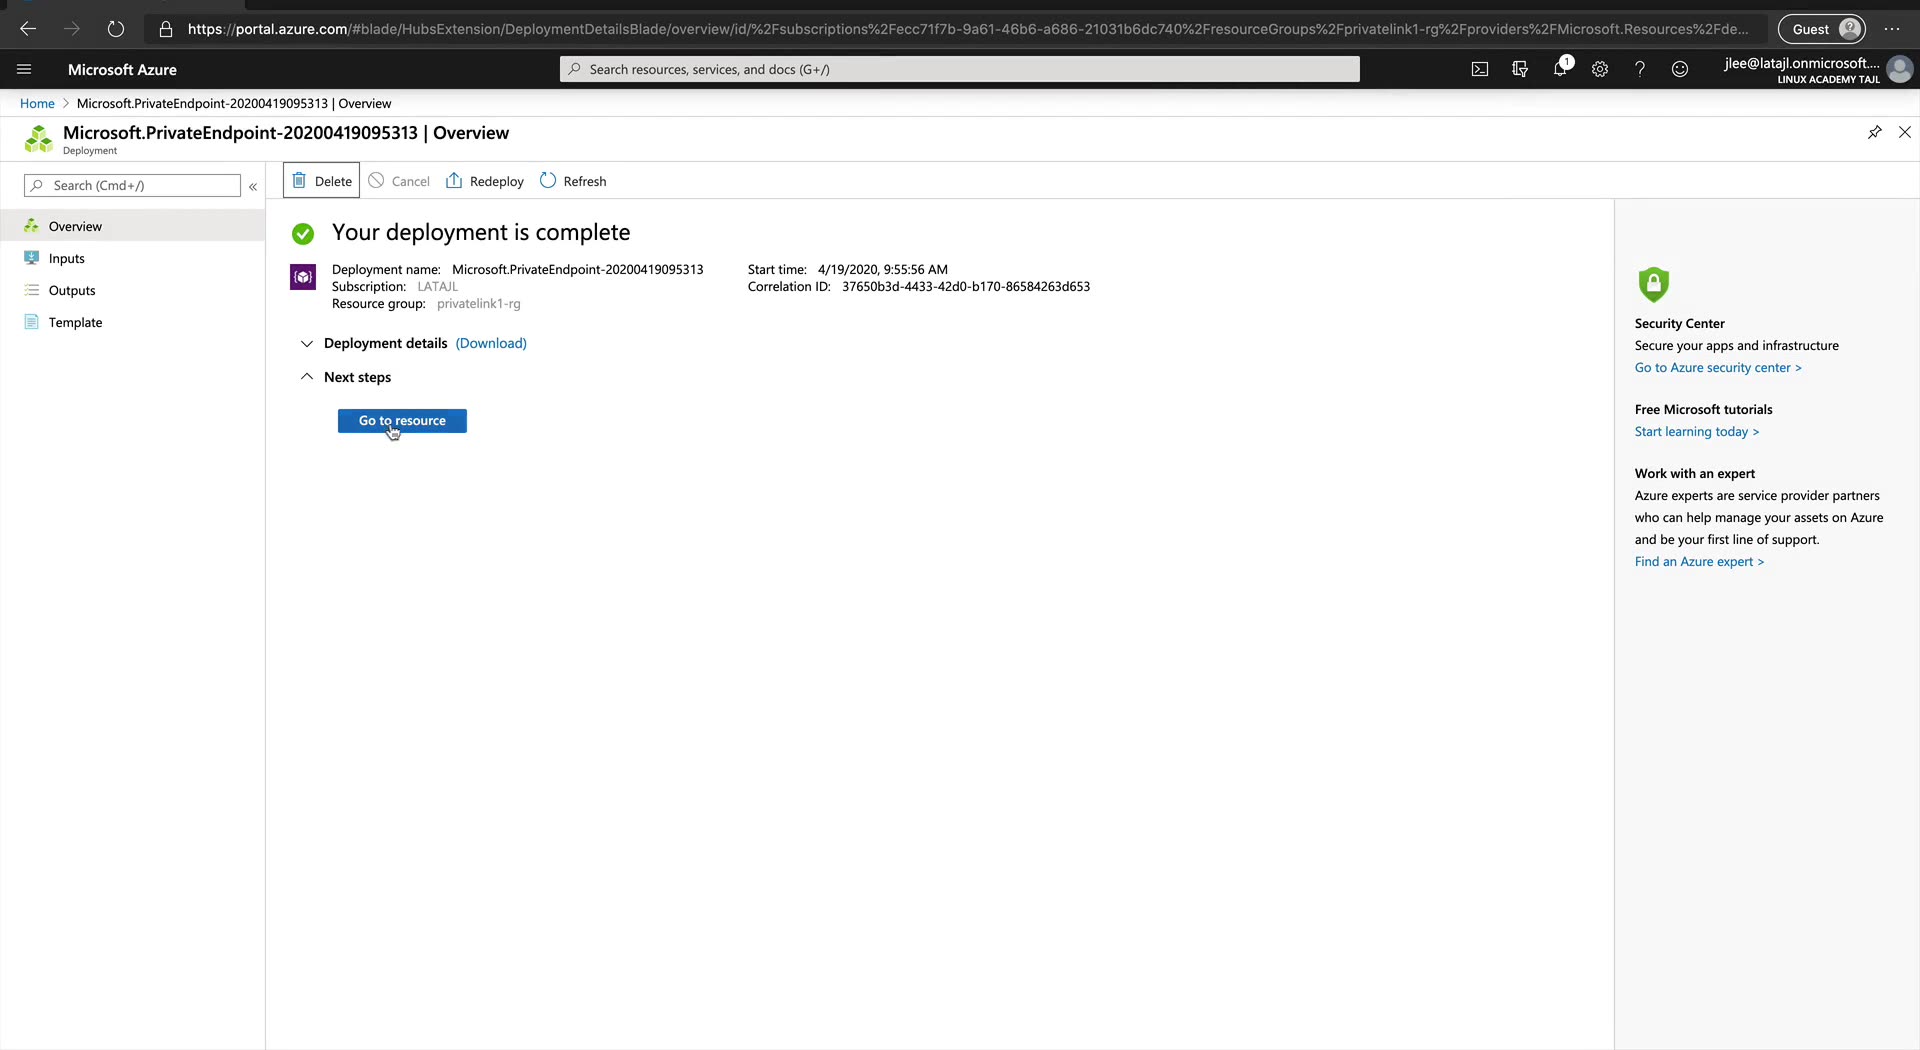 https://portal.azure.com/#blade/HubsExtension/DeploymentDetailsBlade/overview/id/%2Fsubscriptions%2Fecc71f7b-9a61-46b6-a686-21031b6dc740%2FresourceGroups%2Fprivatelink1-rg%2Fproviders%2FMicrosoft.Resources%2Fde...
Guest
Microsoft Azure
Search resources, services, and docs (G+/)
1
jlee@latajl.onmicrosoft....
LINUX ACADEMY TAJL
Home > Microsoft.PrivateEndpoint-20200419095313 | Overview
Microsoft.PrivateEndpoint-20200419095313 | Overview
Deployment
Search (Cmd+/)
Delete Cancel Redeploy Refresh
Overview
Inputs
Outputs
Template
Your deployment is complete
Deployment name: Microsoft.PrivateEndpoint-20200419095313
Subscription: LATAJL
Resource group: privatelink1-rg
Start time: 4/19/2020, 9:55:56 AM
Correlation ID: 37650b3d-4433-42d0-b170-86584263d653
Deployment details (Download)
Next steps
Go to resource
Security Center
Secure your apps and infrastructure
Go to Azure security center >
Free Microsoft tutorials
Start learning today >
Work with an expert
Azure experts are service provider partners
who can help manage your assets on Azure
and be your first line of support.
Find an Azure expert >